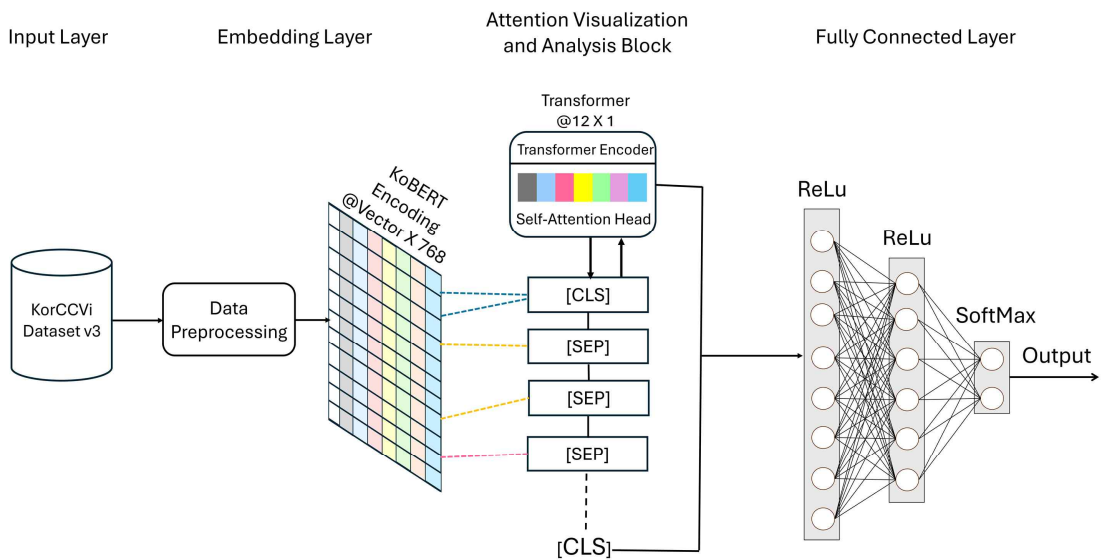 Input Layer
Embedding Layer
Attention Visualization
and Analysis Block
Fully Connected Layer
KorCCVi
Dataset v3
Data
Preprocessing
KoBERT
Encoding
@Vector X 768
Transformer
@12 X 1
Transformer Encoder
Self-Attention Head
[CLS]
[SEP]
[SEP]
[SEP]
[CLS]
ReLu
ReLu
SoftMax
Output